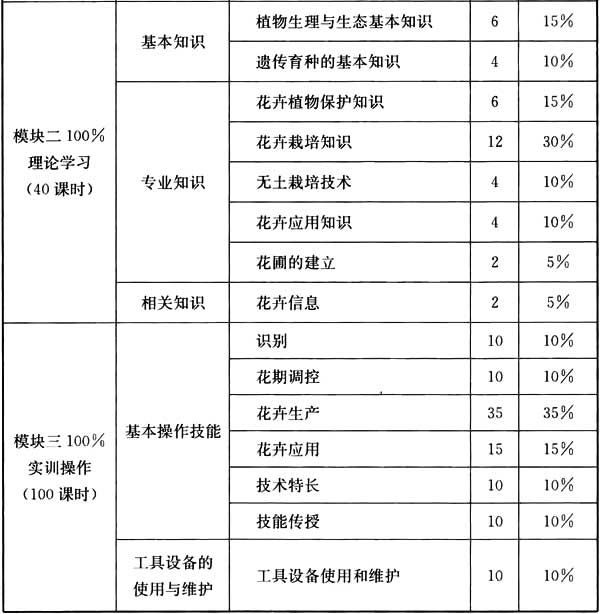 模块二 100%
理论学习
(40 课时)
基本知识
植物生理与生态基本知识 6 15%
遗传育种的基本知识 4 10%
专业知识
花卉植物保护知识 6 15%
花卉栽培知识 12 30%
无土栽培技术 4 10%
花卉应用知识 4 10%
花圃的建立 2 5%
相关知识
花卉信息 2 5%
模块三 100%
实训操作
(100 课时)
基本操作技能
识别 10 10%
花期调控 10 10%
花卉生产 35 35%
花卉应用 15 15%
技术特长 10 10%
技能传授 10 10%
工具设备的
使用与维护
工具设备使用和维护 10 10%